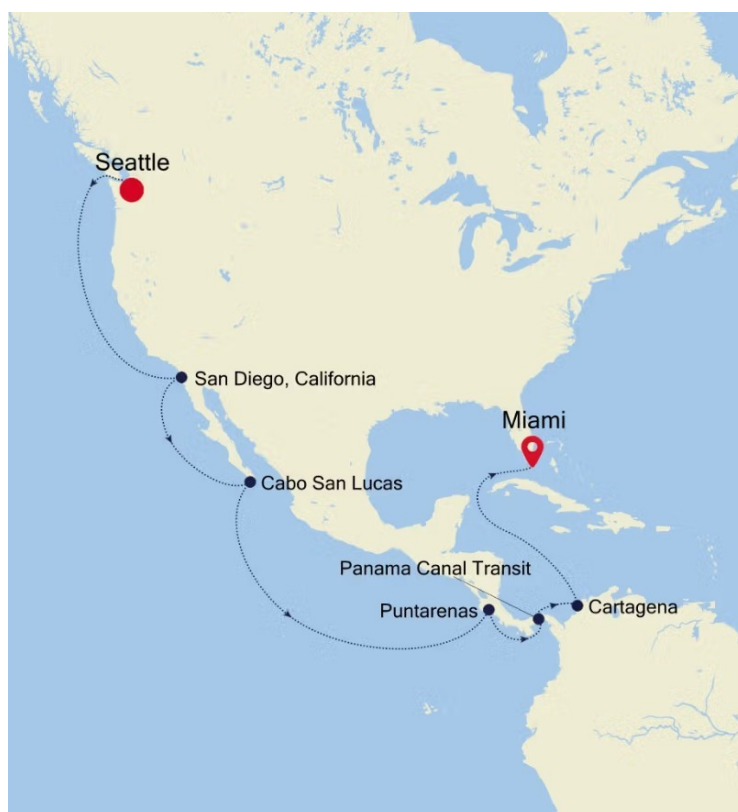 Seattle
San Diego, California
Miami
Cabo San Lucas
Panama Canal Transit
Puntarenas
Cartagena